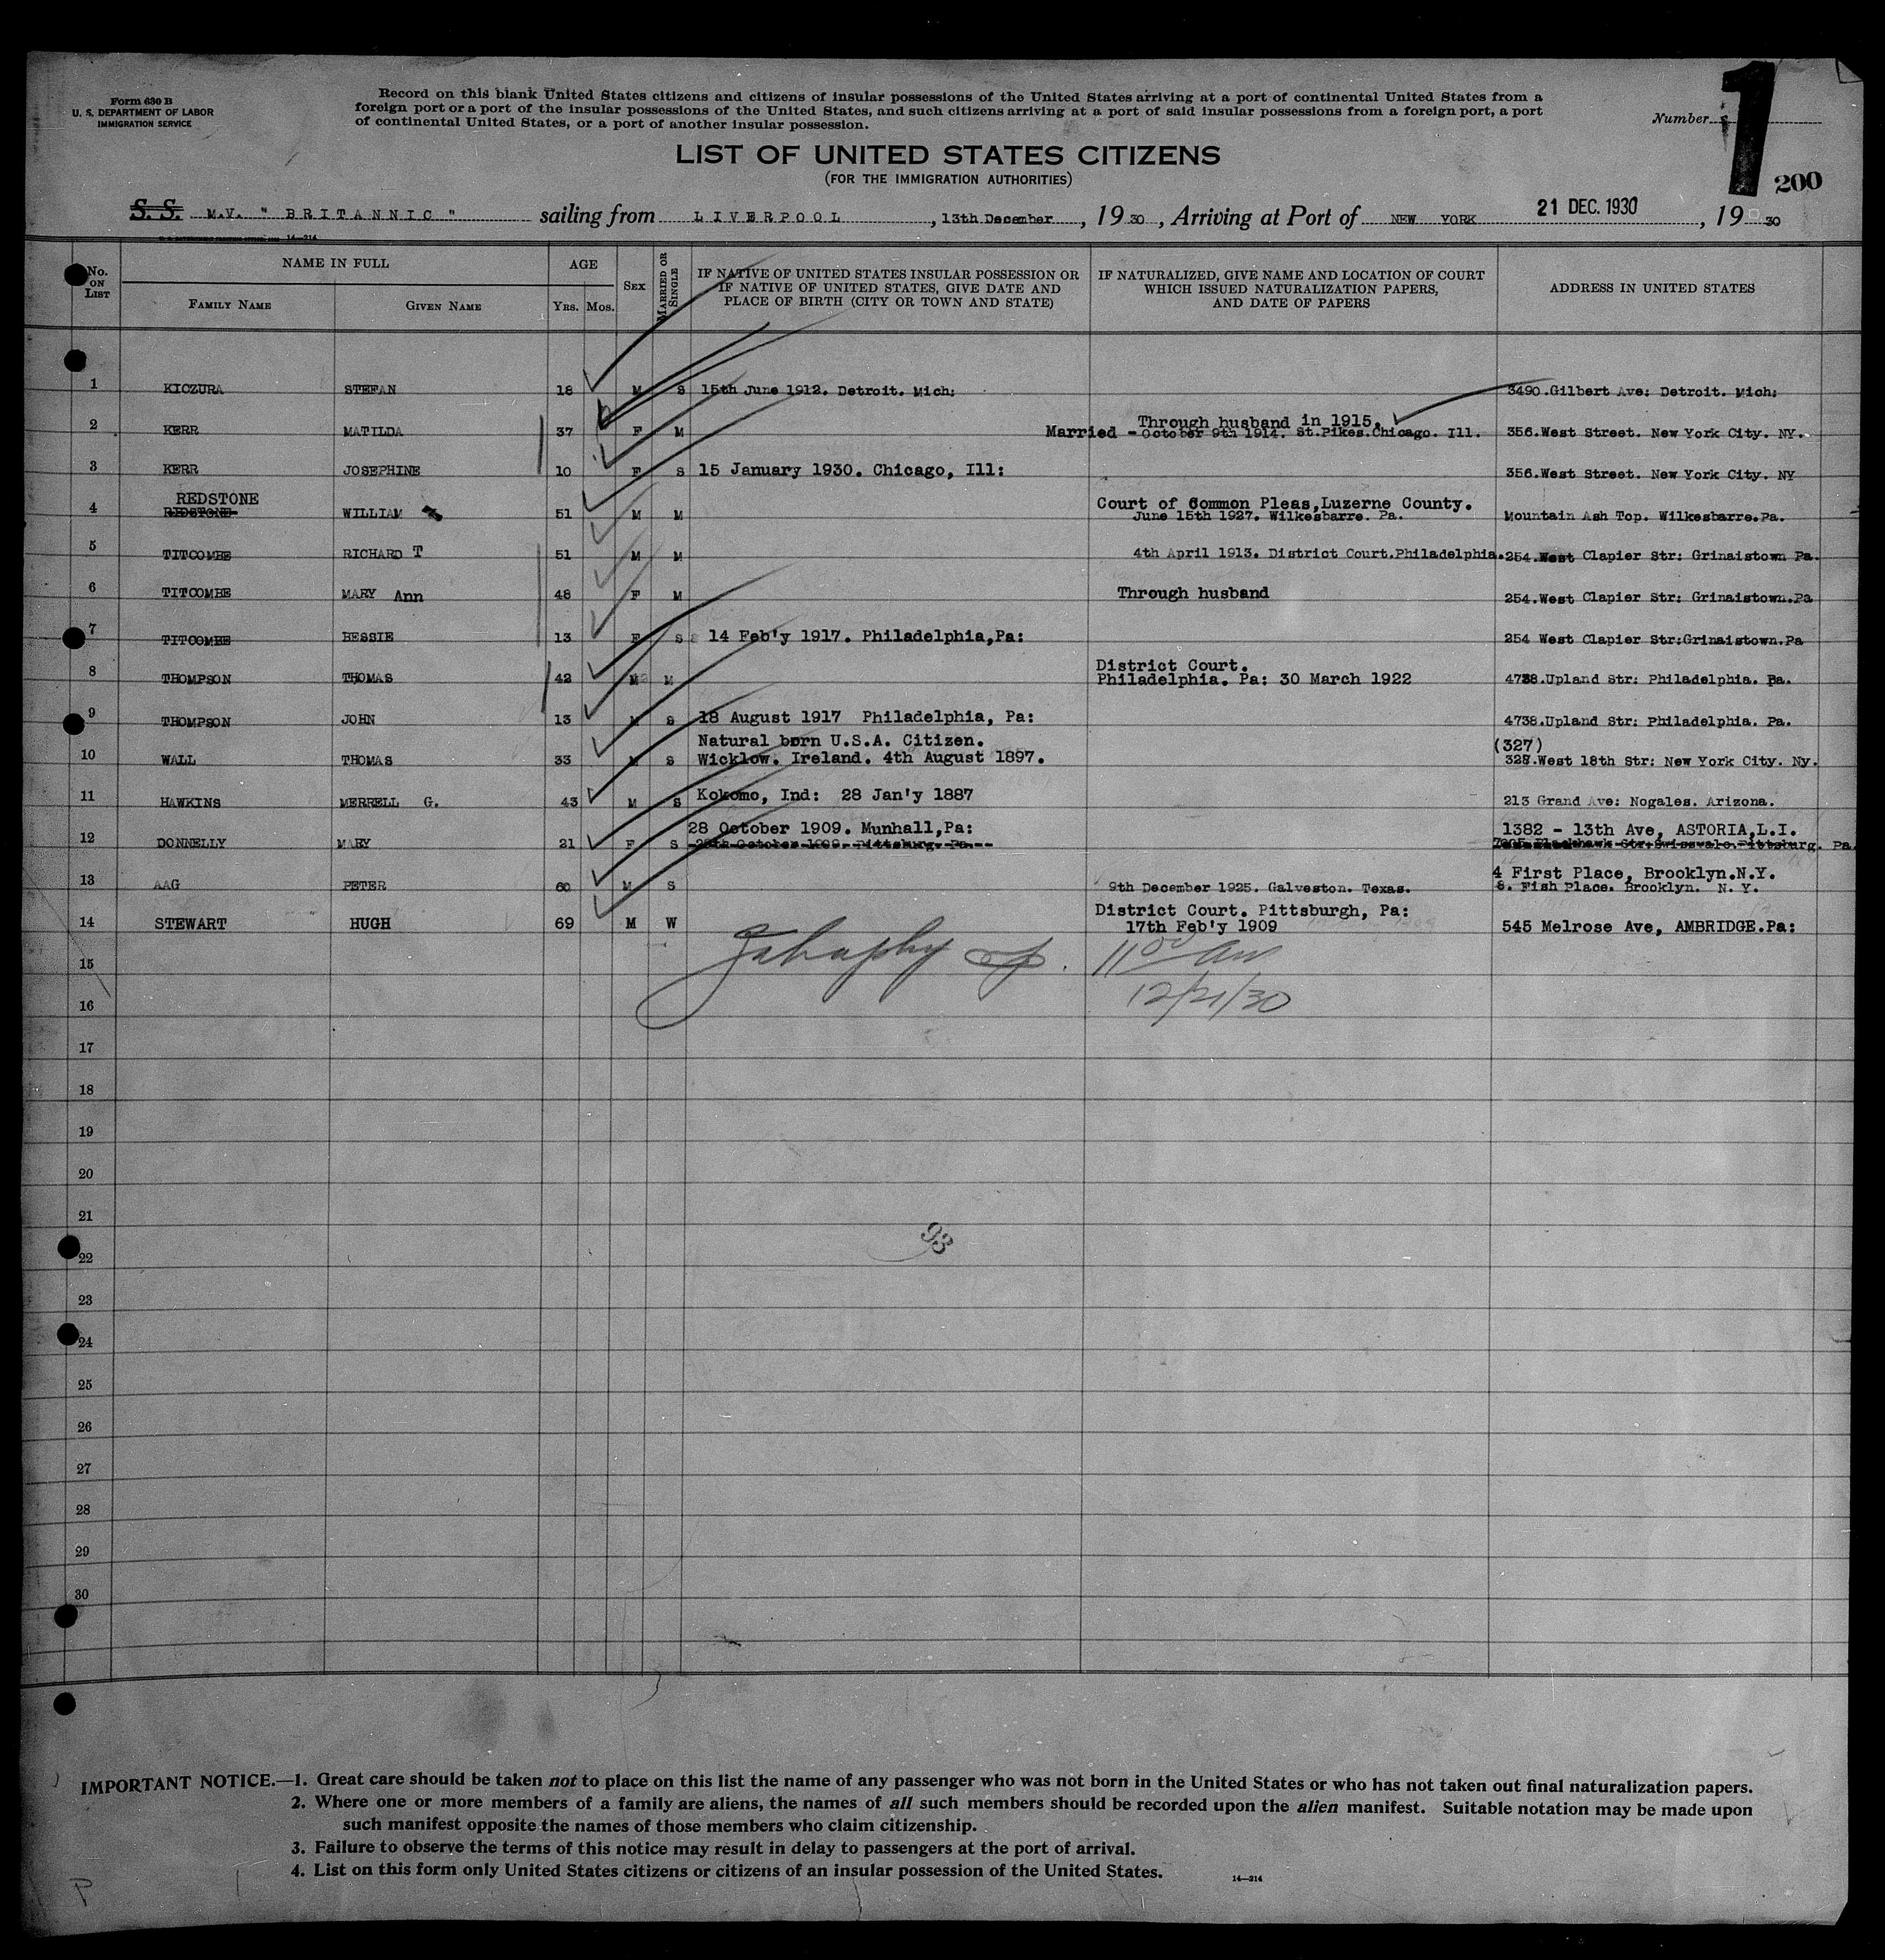 Form 630 B
U. S. DEPARTMENT OF LABOR
IMMIGRATION SERVICE
Record on this blank United States citizens and citizens of insular possessions of the United States arriving at a port of continental United States from a
foreign port or a port of the insular possessions of the United States, and such citizens arriving at a port of said insular possessions from a foreign port, a port
of continental United States, or a port of another insular possession.
Number
1
200
LIST OF UNITED STATES CITIZENS
(FOR THE IMMIGRATION AUTHORITIES)
S. S. M.V. " BRITANNIC " sailing from LIVERPOOL, 13th December, 19 30, Arriving at Port of NEW YORK 21 DEC. 1930, 19 30
14—214
No. ON LIST
NAME IN FULL
FAMILY NAME
GIVEN NAME
AGE
YRS.
MOS.
SEX
MARRIED OR SINGLE
IF NATIVE OF UNITED STATES INSULAR POSSESSION OR
IF NATIVE OF UNITED STATES, GIVE DATE AND
PLACE OF BIRTH (CITY OR TOWN AND STATE)
IF NATURALIZED, GIVE NAME AND LOCATION OF COURT
WHICH ISSUED NATURALIZATION PAPERS,
AND DATE OF PAPERS
ADDRESS IN UNITED STATES
1 KICZURA STEFAN 18 M S 15th June 1912. Detroit. Mich: 3490.Gilbert Ave: Detroit. Mich:
Through husband in 1915.
2 KERR MATILDA 37 F M Married - October 9th 1914. St.Pikes.Chicago. Ill. 356.West Street. New York City. NY.
3 KERR JOSEPHINE 10 F S 15 January 1930. Chicago, Ill: 356.West Street. New York City. NY
REDSTONE Court of Common Pleas,Luzerne County.
4 REDSTONE WILLIAM 51 M M June 15th 1927. Wilkesbarre. Pa. Mountain Ash Top. Wilkesbarre.Pa.
5 TITCOMBE RICHARD T 51 M M 4th April 1913. District Court.Philadelphia. 254.West Clapier Str: Grinaistown Pa.
6 TITCOMBE MARY Ann 48 F M Through husband 254.West Clapier Str: Grinaistown.Pa
7 TITCOMBE BESSIE 13 F S 14 Feb'y 1917. Philadelphia,Pa: 254 West Clapier Str:Grinaistown.Pa
District Court.
8 THOMPSON THOMAS 42 M M Philadelphia. Pa: 30 March 1922 4738.Upland Str: Philadelphia. Pa.
9 THOMPSON JOHN 13 M S 18 August 1917 Philadelphia, Pa: 4738.Upland Str: Philadelphia. Pa.
Natural born U.S.A. Citizen. (327)
10 WALL THOMAS 33 M S Wicklow. Ireland. 4th August 1897. 328.West 18th Str: New York City. Ny.
11 HAWKINS MERRELL G. 43 M S Kokomo, Ind: 28 Jan'y 1887 213 Grand Ave: Nogales. Arizona.
28 October 1909. Munhall,Pa: 1382 - 13th Ave, ASTORIA,L.I.
12 DONNELLY MARY 21 F S 28th October 1909. Pittsburg. Pa Str:Swisvale.Pittsburg. Pa
4 First Place, Brooklyn.N.Y.
13 AAG PETER 60 M S 9th December 1925. Galveston. Texas. 8. Fish Place. Brooklyn. N. Y.
District Court. Pittsburgh, Pa:
14 STEWART HUGH 69 M W 17th Feb'y 1909 545 Melrose Ave, AMBRIDGE.Pa:
15
11 00 am
16
12/21/30
17
18
19
20
21
93
22
23
24
25
26
27
28
29
30
IMPORTANT NOTICE.—1. Great care should be taken not to place on this list the name of any passenger who was not born in the United States or who has not taken out final naturalization papers.
2. Where one or more members of a family are aliens, the names of all such members should be recorded upon the alien manifest. Suitable notation may be made upon
such manifest opposite the names of those members who claim citizenship.
3. Failure to observe the terms of this notice may result in delay to passengers at the port of arrival.
4. List on this form only United States citizens or citizens of an insular possession of the United States.
14—214